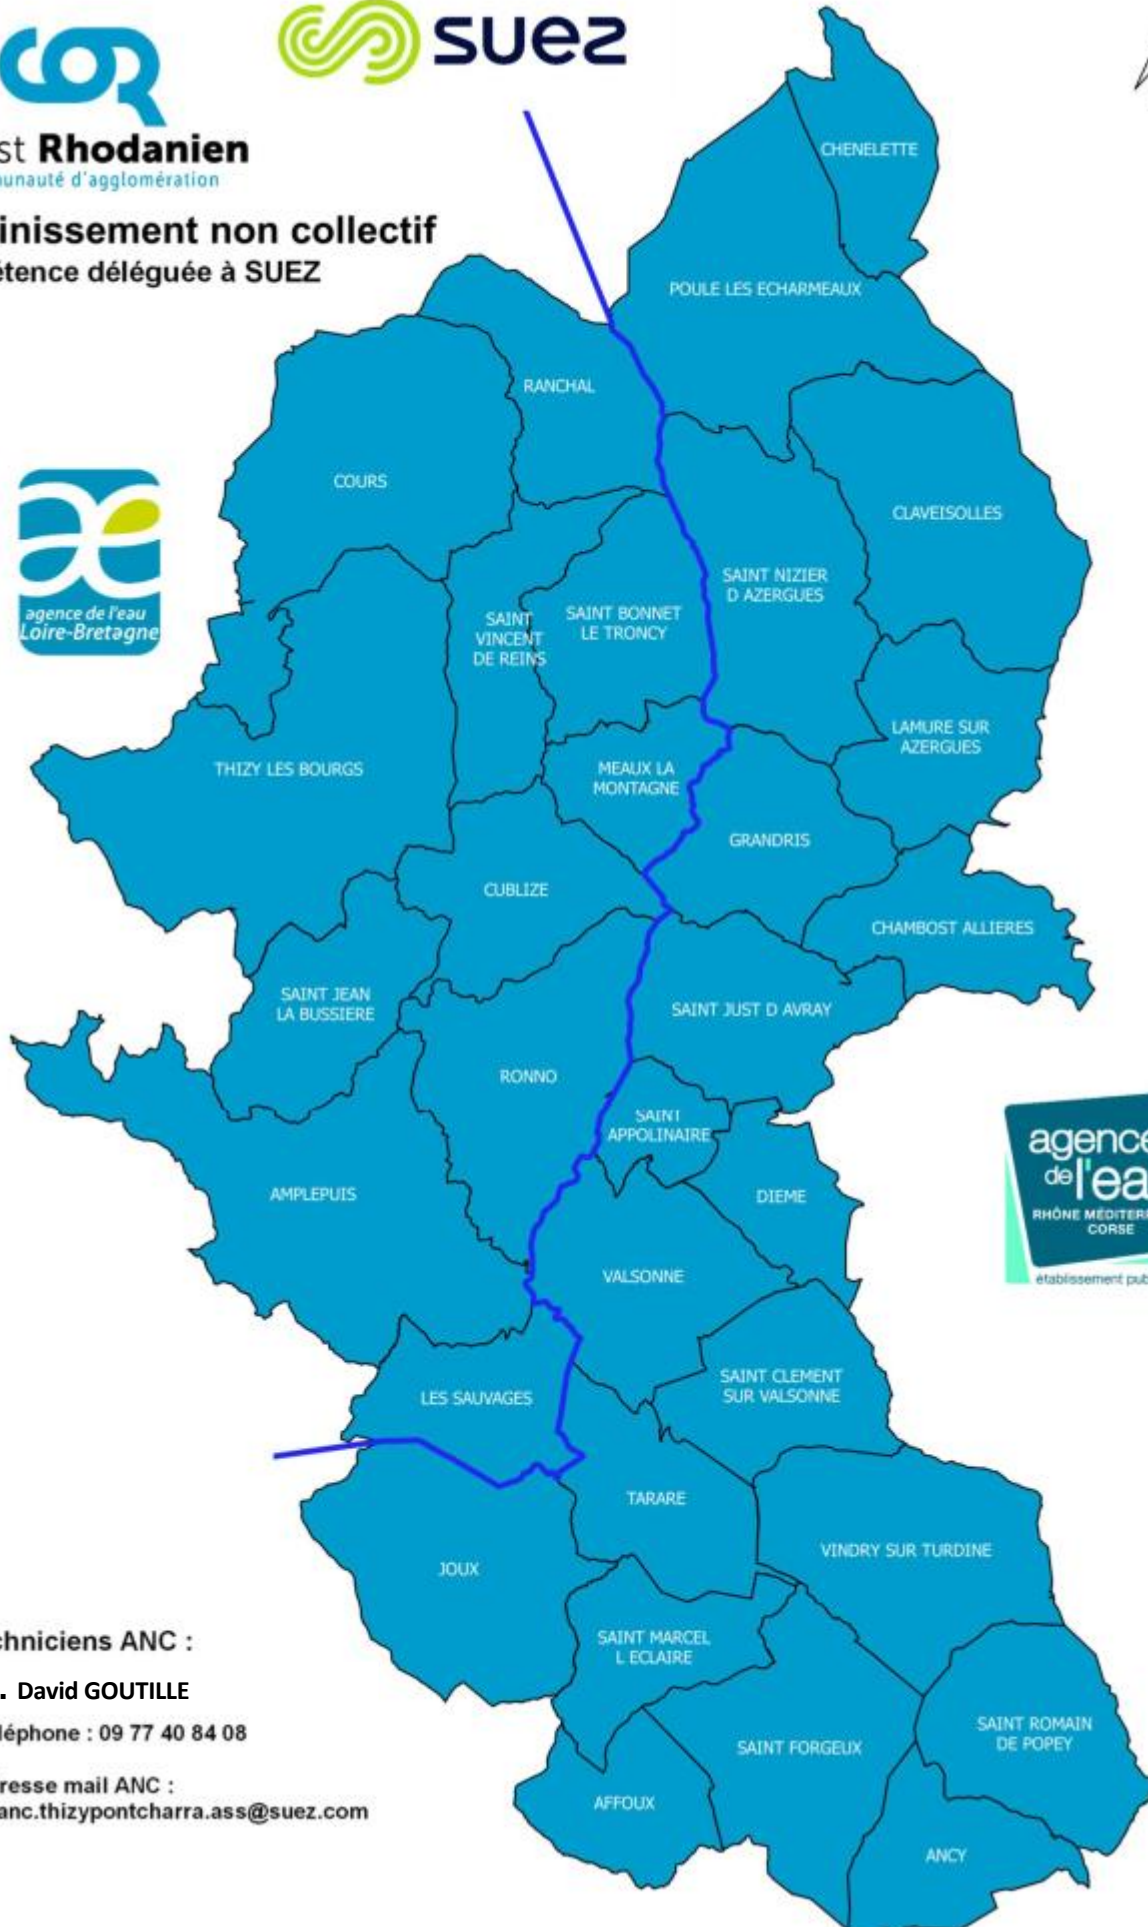 COR
suez
st Rhodanien
unauté d'agglomération
inissement non collectif
étence déléguée à SUEZ
CHENELETTE
POULE LES ECHARMEAUX
RANCHAL
COURS
CLAVEISOLLES
æ
agence de l'eau
Loire-Bretagne
SAINT NIZIER
D AZERGUES
SAINT BONNET
LE TRONCY
SAINT
VINCENT
DE REINS
LAMURE SUR
AZERGUES
THIZY LES BOURGS
MEAUX LA
MONTAGNE
GRANDRIS
CUBLIZE
CHAMBOST ALLIERES
SAINT JEAN
LA BUSSIERE
SAINT JUST D AVRAY
RONNO
SAINT
APPOLINAIRE
AMPLEPUIS
DIEME
agence
de l'ea
RHÔNE MÉDITER
CORSE
établissement pub
VALSONNE
SAINT CLEMENT
SUR VALSONNE
LES SAUVAGES
TARARE
VINDRY SUR TURDINE
JOUX
SAINT MARCEL
L ECLAIRE
SAINT ROMAIN
DE POPEY
SAINT FORGEUX
AFFOUX
ANCY
chniciens ANC :
. David GOUTILLE
léphone : 09 77 40 84 08
resse mail ANC :
anc.thizypontcharra.ass@suez.com